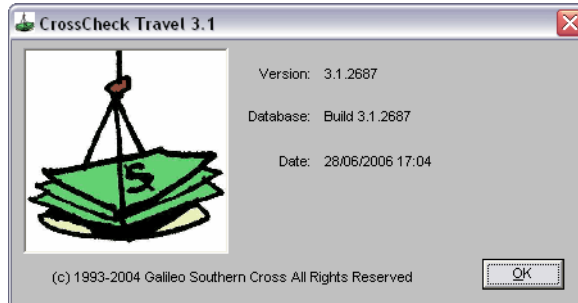 CrossCheck Travel 3.1
Version: 3.1.2687
Database: Build 3.1.2687
Date: 28/06/2006 17:04
(c) 1993-2004 Galileo Southern Cross All Rights Reserved
OK